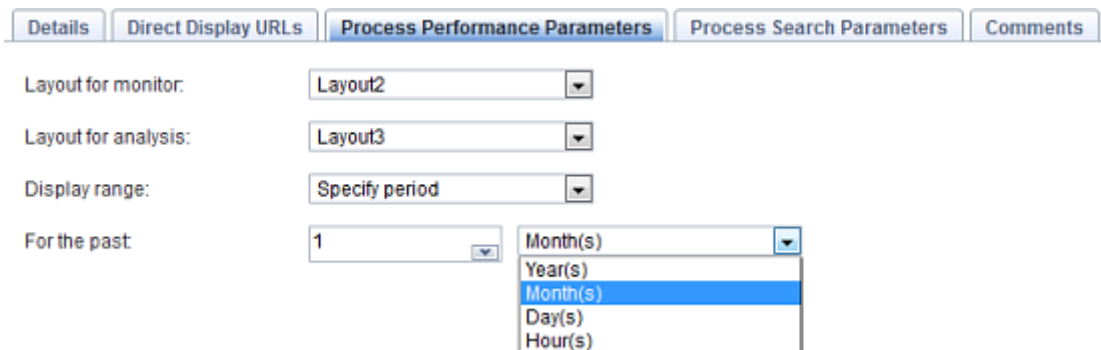 Details Direct Display URLs Process Performance Parameters Process Search Parameters Comments
Layout for monitor: Layout2
Layout for analysis: Layout3
Display range: Specify period
For the past: 1 Month(s)
Year(s)
Month(s)
Day(s)
Hour(s)